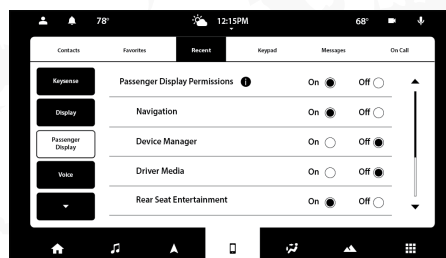 78° 12:15PM 68°
Contacts Favorites Recent Keypad Messages On Call
Keysense
Passenger Display Permissions On Off
Display
Navigation On Off
Passenger
Display
Device Manager On Off
Voice
Driver Media On Off
Rear Seat Entertainment On Off